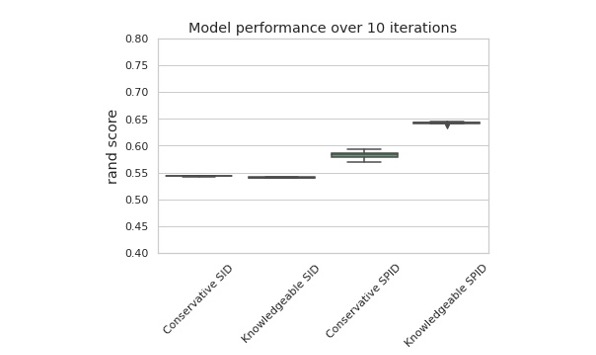 Model performance over 10 iterations
0.80
0.75
0.70
0.65
0.60
0.55
0.50
0.45
0.40
rand score
Conservative SID
Knowledgeable SID
Conservative SPID
Knowledgeable SPID